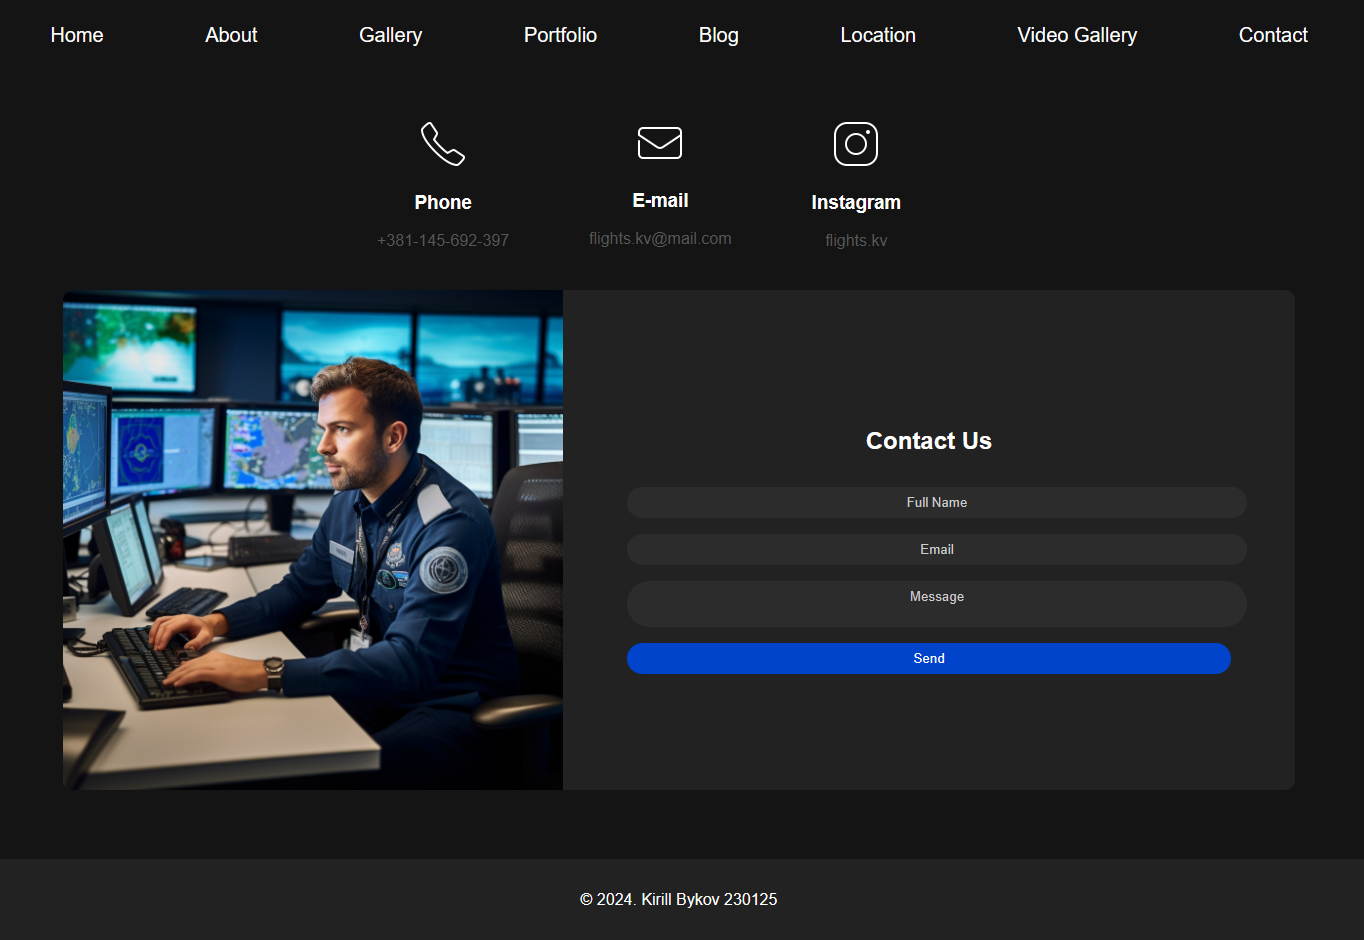 Home About Gallery Portfolio Blog Location Video Gallery Contact
Phone E-mail Instagram
+381-145-692-397 flights.kv@mail.com flights.kv
Contact Us
Full Name
Email
Message
Send
© 2024. Kirill Bykov 230125